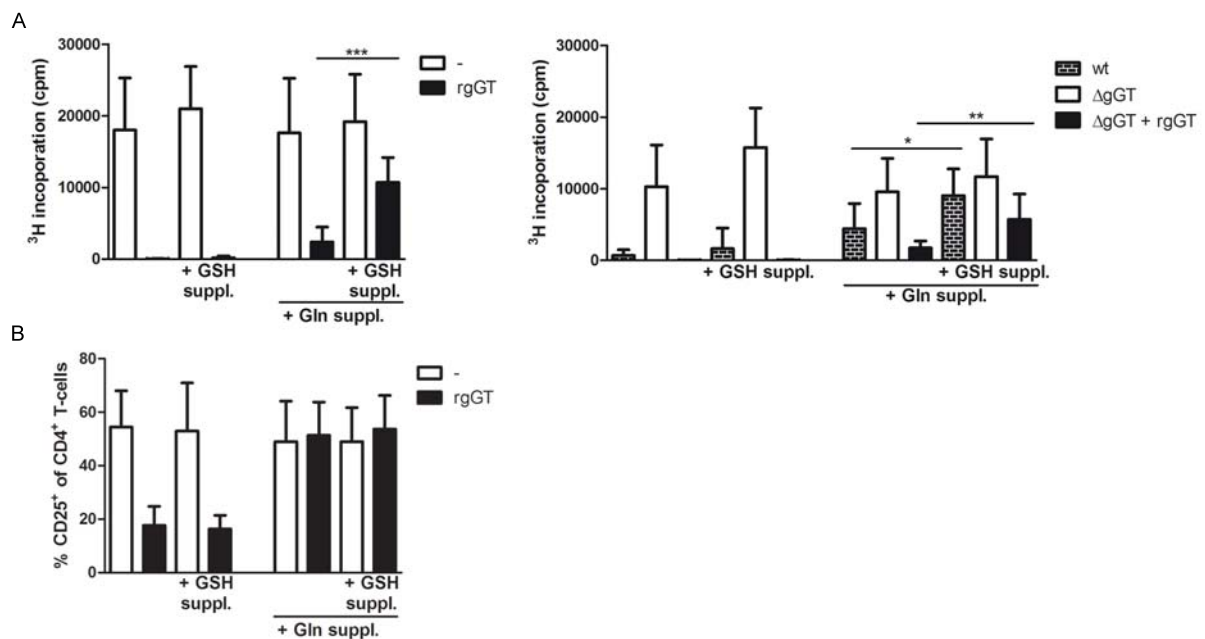 A
30000
20000
10000
0
³H incoporation (cpm)
***
-
rgGT
+ GSH
suppl.
+ GSH
suppl.
+ Gln suppl.
30000
20000
10000
0
³H incoporation (cpm)
*
**
wt
ΔgGT
ΔgGT + rgGT
+ GSH suppl.
+ GSH suppl.
+ Gln suppl.
B
80
60
40
20
0
% CD25⁺ of CD4⁺ T-cells
-
rgGT
+ GSH
suppl.
+ GSH
suppl.
+ Gln suppl.